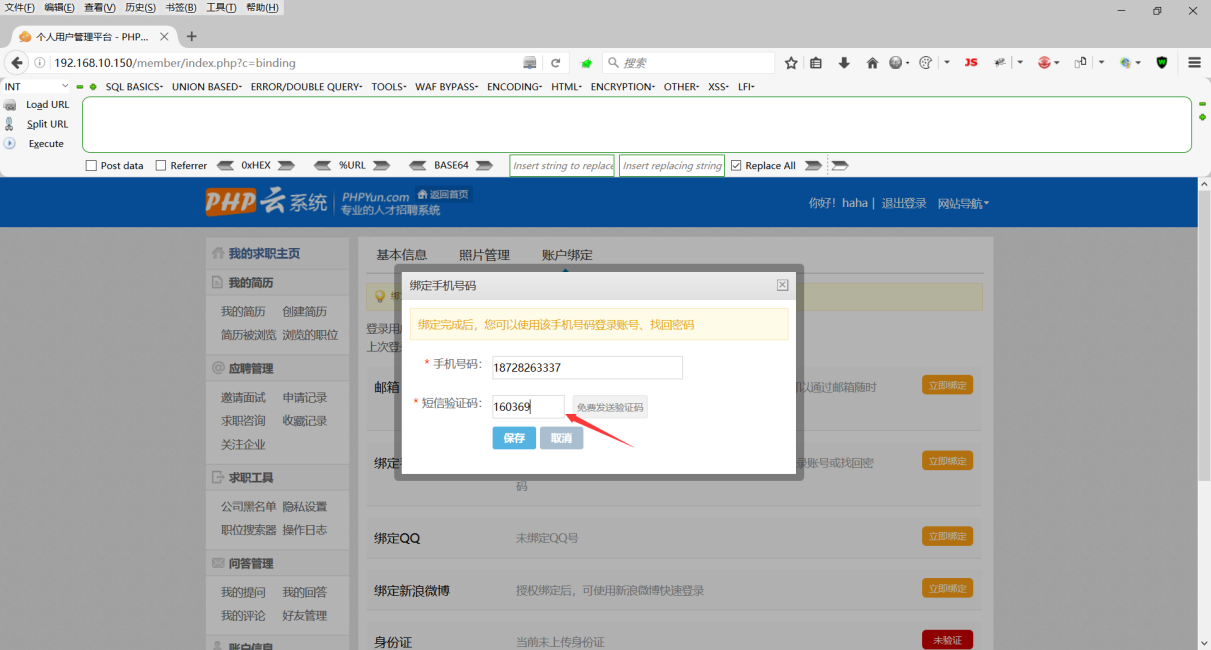 文件(F) 编辑(E) 查看(V) 历史(S) 书签(B) 工具(T) 帮助(H)
个人用户管理平台 - PHP...
192.168.10.150/member/index.php?c=binding
搜索
JS
INT
SQL BASICS
UNION BASED
ERROR/DOUBLE QUERY
TOOLS
WAF BYPASS
ENCODING
HTML
ENCRYPTION
OTHER
XSS
LFI
Load URL
Split URL
Execute
Post data
Referrer
0xHEX
%URL
BASE64
Insert string to replace
Insert replacing string
Replace All
PHP云系统
PHPYun.com
返回首页
专业的人才招聘系统
你好！haha | 退出登录 网站导航
我的求职主页
我的简历
我的简历 创建简历
简历被浏览 浏览的职位
应聘管理
邀请面试 申请记录
求职咨询 收藏记录
关注企业
求职工具
公司黑名单 隐私设置
职位搜索器 操作日志
问答管理
我的提问 我的回答
我的评论 好友管理
账户信息
基本信息 照片管理 账户绑定
绑
登录用
上次登
绑定手机号码
绑定完成后，您可以使用该手机号码登录账号、找回密码
* 手机号码： 18728263337
* 短信验证码： 160369 免费发送验证码
保存 取消
邮箱
以通过邮箱随时
立即绑定
绑定
录账号或找回密
码
立即绑定
绑定QQ 未绑定QQ号 立即绑定
绑定新浪微博 授权绑定后，可使用新浪微博快速登录 立即绑定
身份证 当前未上传身份证 未验证